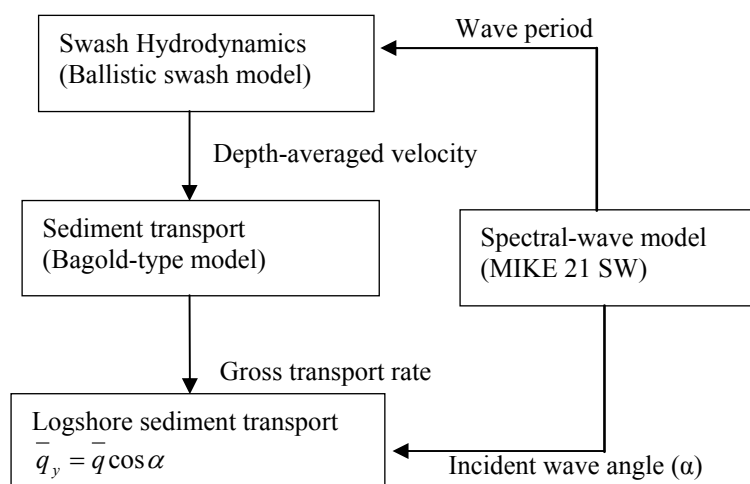 Swash Hydrodynamics
(Ballistic swash model)
Wave period
Depth-averaged velocity
Sediment transport
(Bagold-type model)
Spectral-wave model
(MIKE 21 SW)
Gross transport rate
Logshore sediment transport
q̅_y = q̅ cos α
Incident wave angle (α)